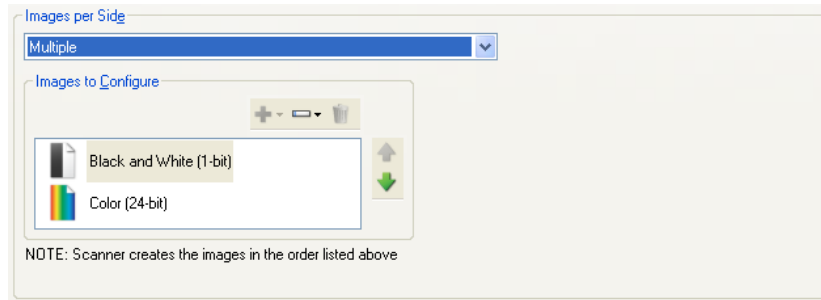 Images per Side
Multiple
Images to Configure
Black and White (1-bit)
Color (24-bit)
NOTE: Scanner creates the images in the order listed above